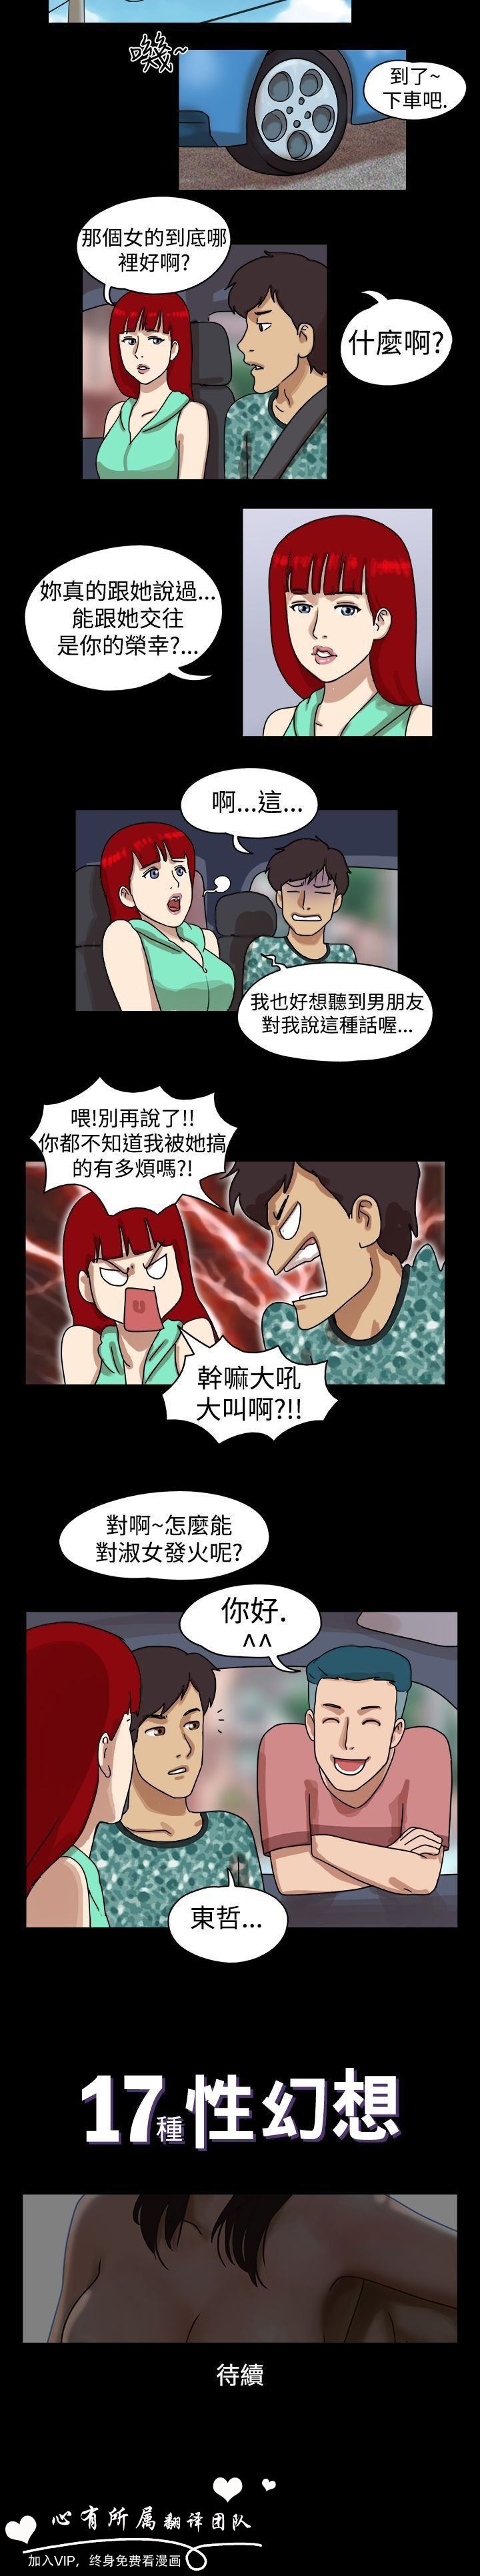 嘰~
到了~
下車吧.
那個女的到底哪
裡好啊?
什麼啊?
妳真的跟她說過...
能跟她交往
是你的榮幸?...
啊...這...
我也好想聽到男朋友
對我說這種話喔...
喂!別再說了!!
你都不知道我被她搞
的有多煩嗎?!
幹嘛大吼
大叫啊?!!
對啊~怎麼能
對淑女發火呢?
你好.
^^
東哲...
17種性幻想
待續
心有所属翻译团队
加入VIP，终身免费看漫画